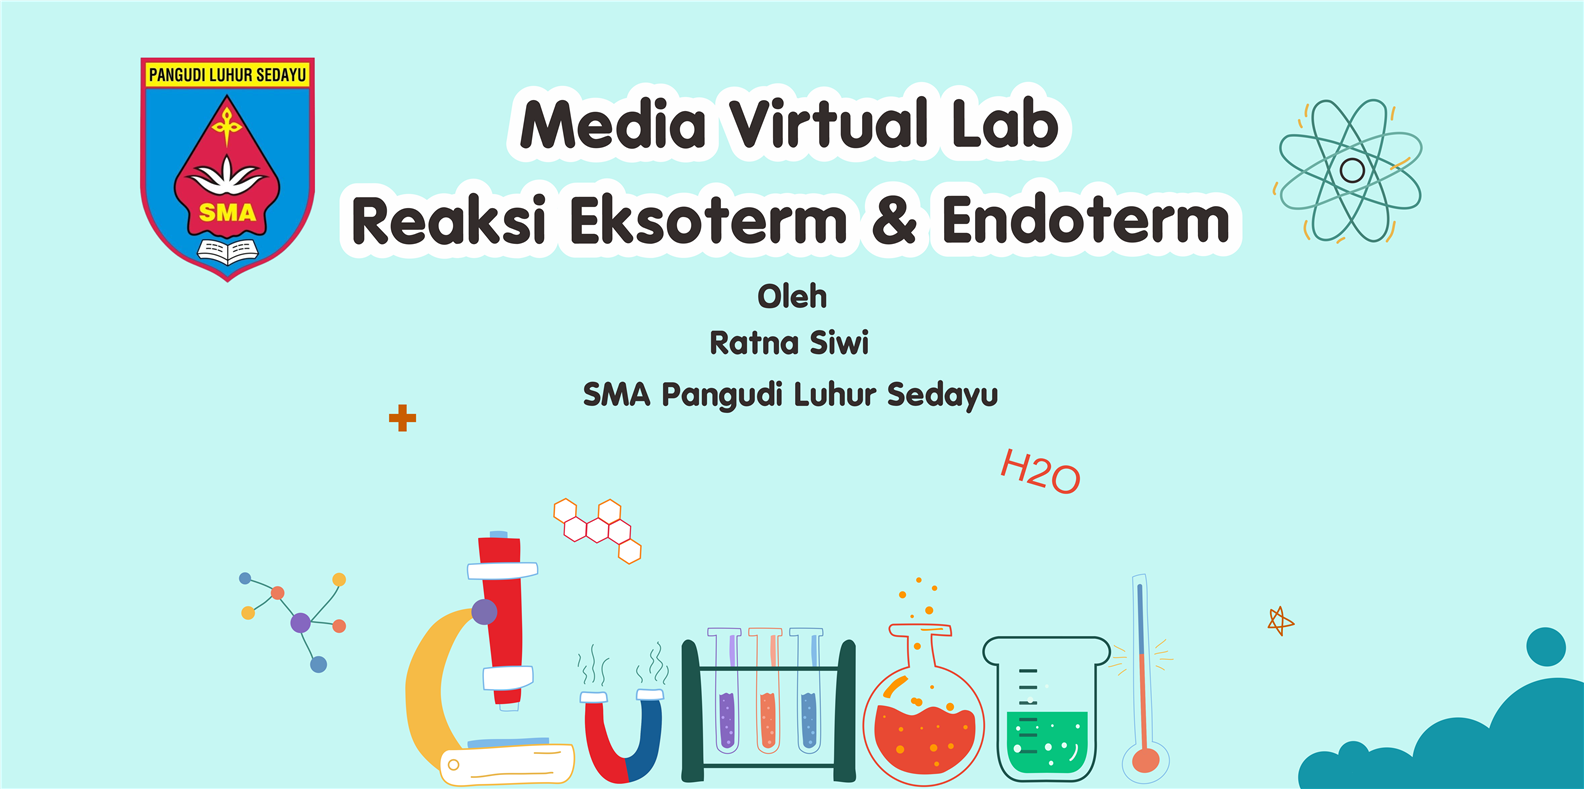 PANGUDI LUHUR SEDAYU
SMA
Media Virtual Lab
Reaksi Eksoterm & Endoterm
Oleh
Ratna Siwi
SMA Pangudi Luhur Sedayu
H2O